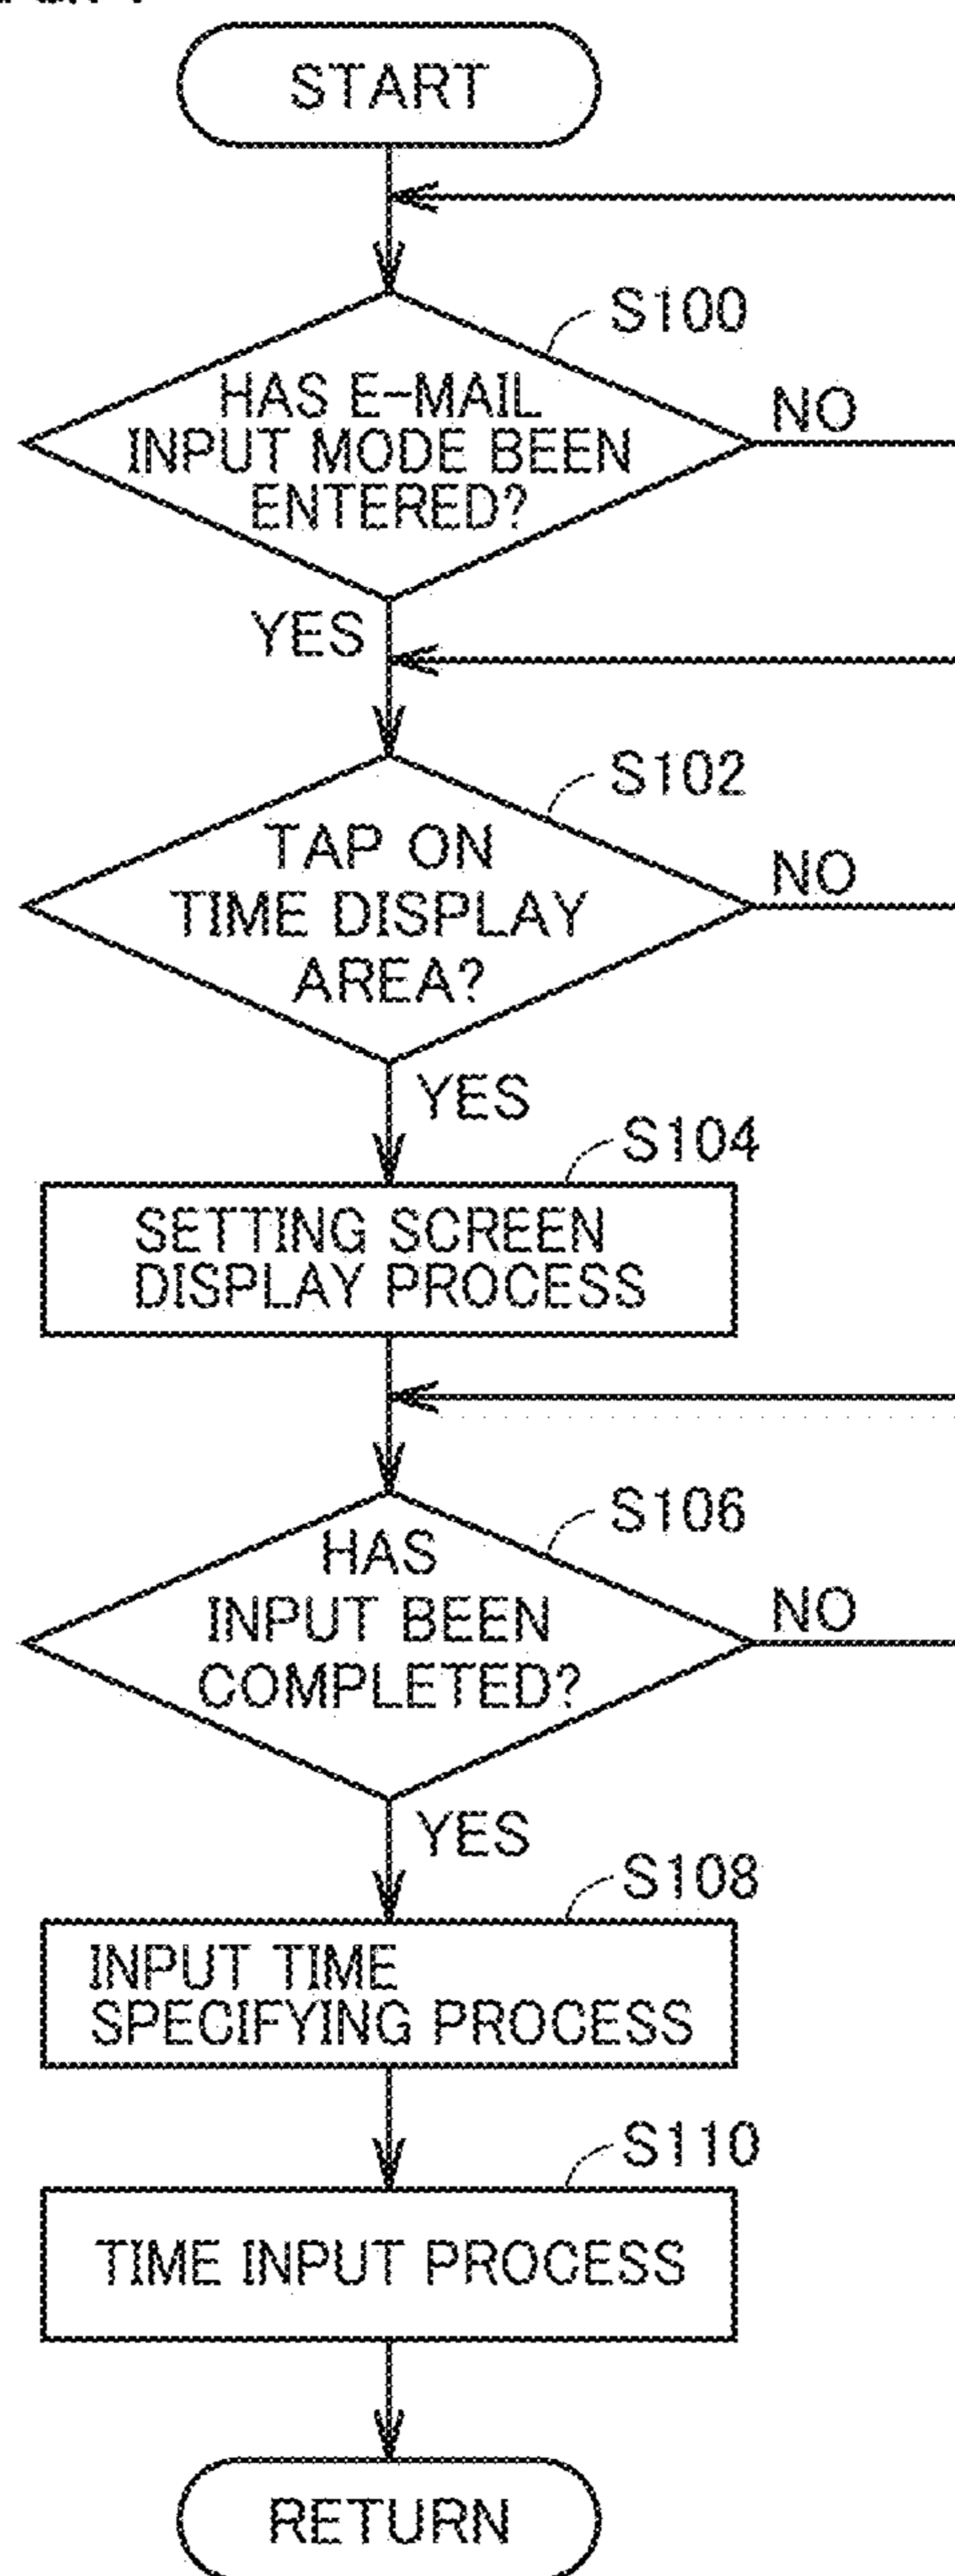 START
S100
HAS E-MAIL
INPUT MODE BEEN
ENTERED?
NO
YES
S102
TAP ON
TIME DISPLAY
AREA?
NO
YES
S104
SETTING SCREEN
DISPLAY PROCESS
S106
HAS
INPUT BEEN
COMPLETED?
NO
YES
S108
INPUT TIME
SPECIFYING PROCESS
S110
TIME INPUT PROCESS
RETURN